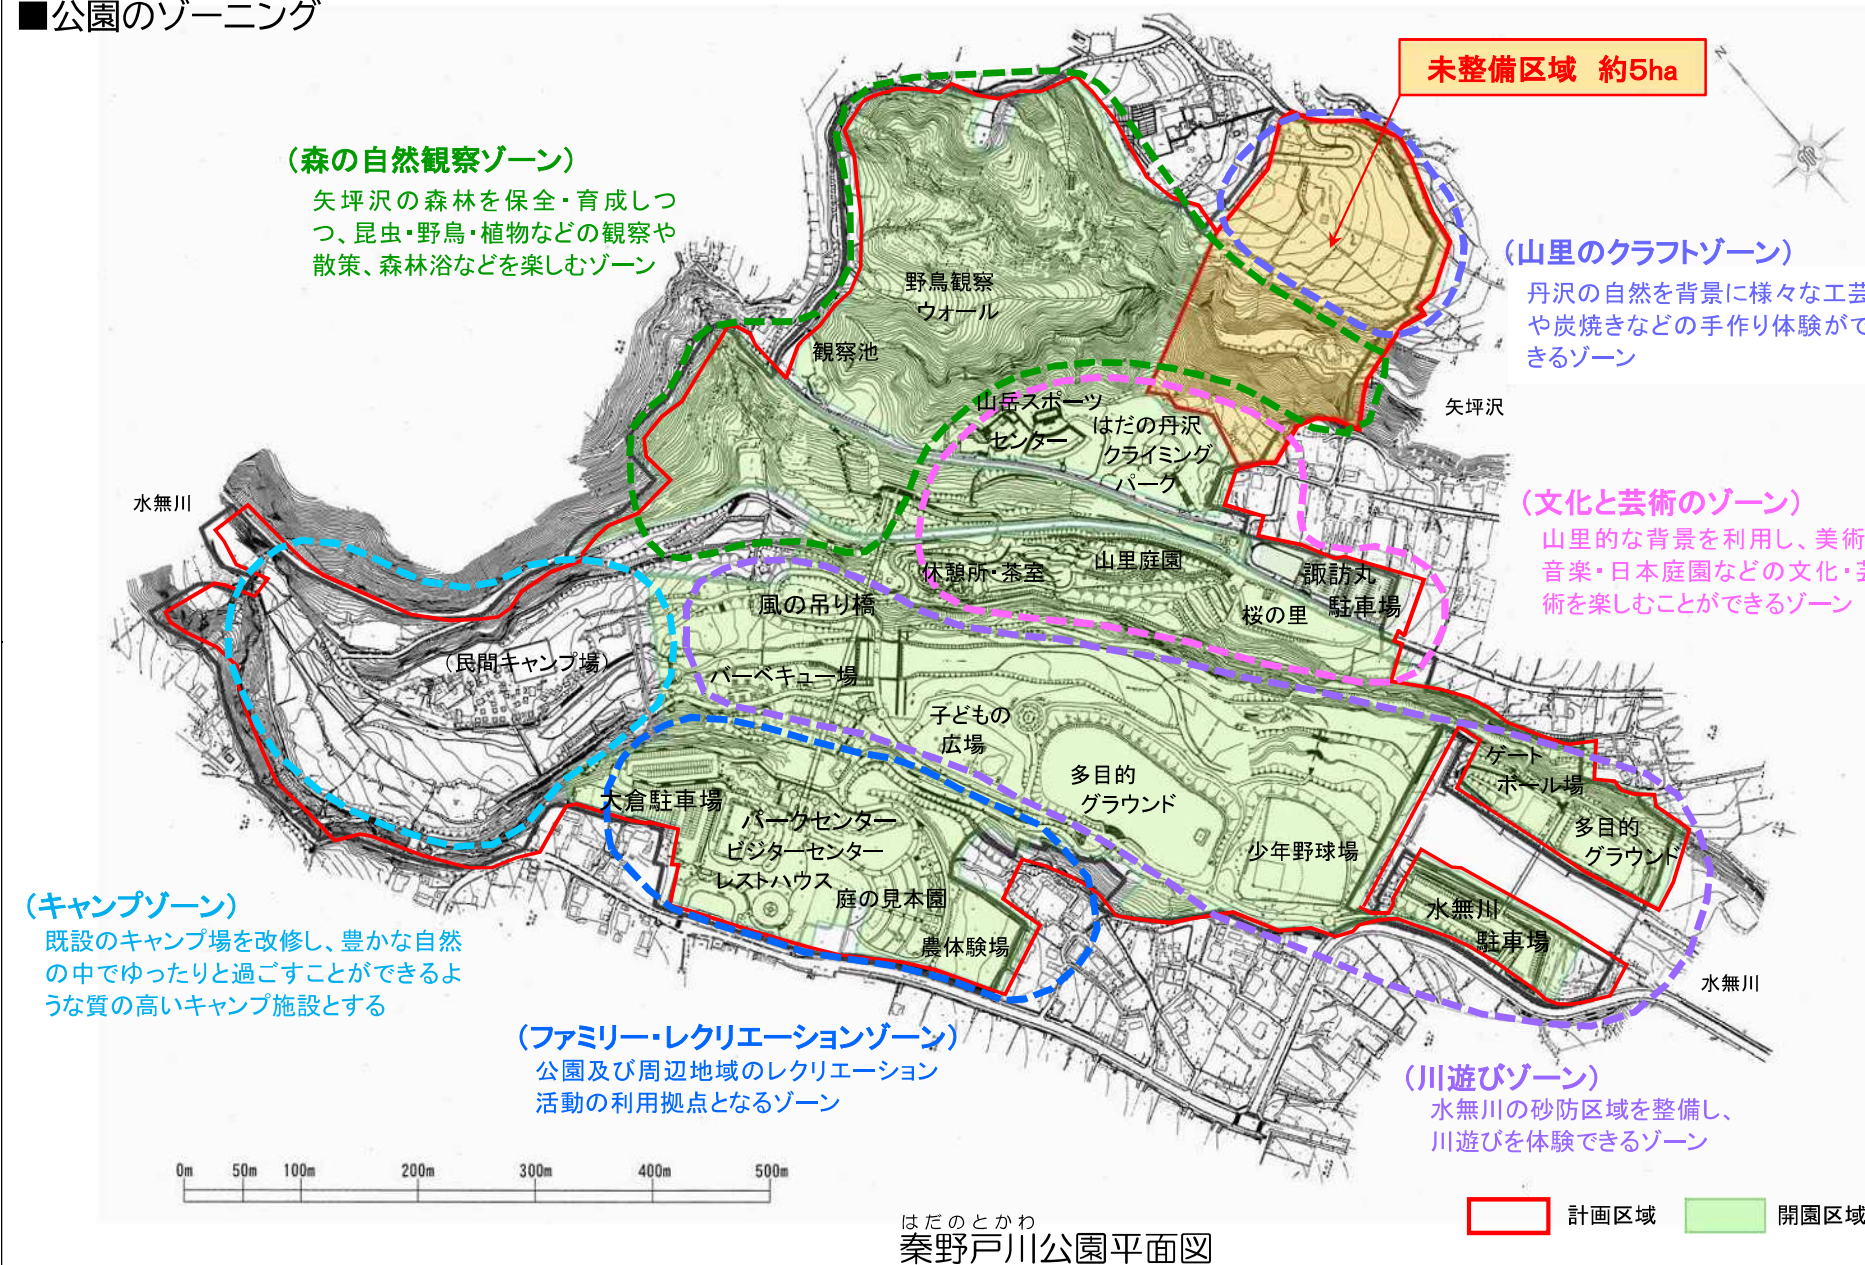 ■公園のゾーニング
未整備区域 約5ha
N
(森の自然観察ゾーン)
矢坪沢の森林を保全・育成しつ
つ、昆虫・野鳥・植物などの観察や
散策、森林浴などを楽しむゾーン
(山里のクラフトゾーン)
丹沢の自然を背景に様々な工芸
や炭焼きなどの手作り体験がで
きるゾーン
野鳥観察
ウォール
観察池
矢坪沢
山岳スポーツ
センター
はだの丹沢
クライミング
パーク
水無川
(文化と芸術のゾーン)
山里的な背景を利用し、美術
音楽・日本庭園などの文化・芸
術を楽しむことができるゾーン
休憩所・茶室
山里庭園
諏訪丸
駐車場
風の吊り橋
桜の里
(民間キャンプ場)
バーベキュー場
子どもの
広場
多目的
グラウンド
ゲート
ボール場
大倉駐車場
パークセンター
ビジターセンター
レストハウス
少年野球場
多目的
グラウンド
庭の見本園
農体験場
水無川
駐車場
水無川
(キャンプゾーン)
既設のキャンプ場を改修し、豊かな自然
の中でゆったりと過ごすことができるよ
うな質の高いキャンプ施設とする
(ファミリー・レクリエーションゾーン)
公園及び周辺地域のレクリエーション
活動の利用拠点となるゾーン
(川遊びゾーン)
水無川の砂防区域を整備し、
川遊びを体験できるゾーン
0m 50m 100m 200m 300m 400m 500m
計画区域 開園区域
はだのとかわ
秦野戸川公園平面図